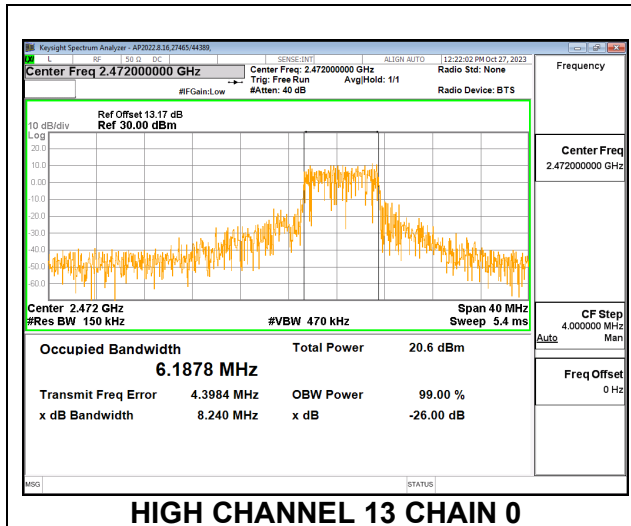 Keysight Spectrum Analyzer - AP2022.8.16,27465/44389,
L RF 50 Ω DC SENSE:INT ALIGN AUTO 12:22:02 PM Oct 27, 2023
Center Freq 2.472000000 GHz
Center Freq: 2.472000000 GHz Radio Std: None
Trig: Free Run Avg|Hold: 1/1
#IFGain:Low #Atten: 40 dB Radio Device: BTS
Ref Offset 13.17 dB
10 dB/div Ref 30.00 dBm
Log
20.0
10.0
0.00
-10.0
-20.0
-30.0
-40.0
-50.0
-60.0
Center 2.472 GHz Span 40 MHz
#Res BW 150 kHz #VBW 470 kHz Sweep 5.4 ms
Occupied Bandwidth Total Power 20.6 dBm
6.1878 MHz
Transmit Freq Error 4.3984 MHz OBW Power 99.00 %
x dB Bandwidth 8.240 MHz x dB -26.00 dB
MSG STATUS
Frequency
Center Freq
2.472000000 GHz
CF Step
4.000000 MHz
Auto Man
Freq Offset
0 Hz
HIGH CHANNEL 13 CHAIN 0